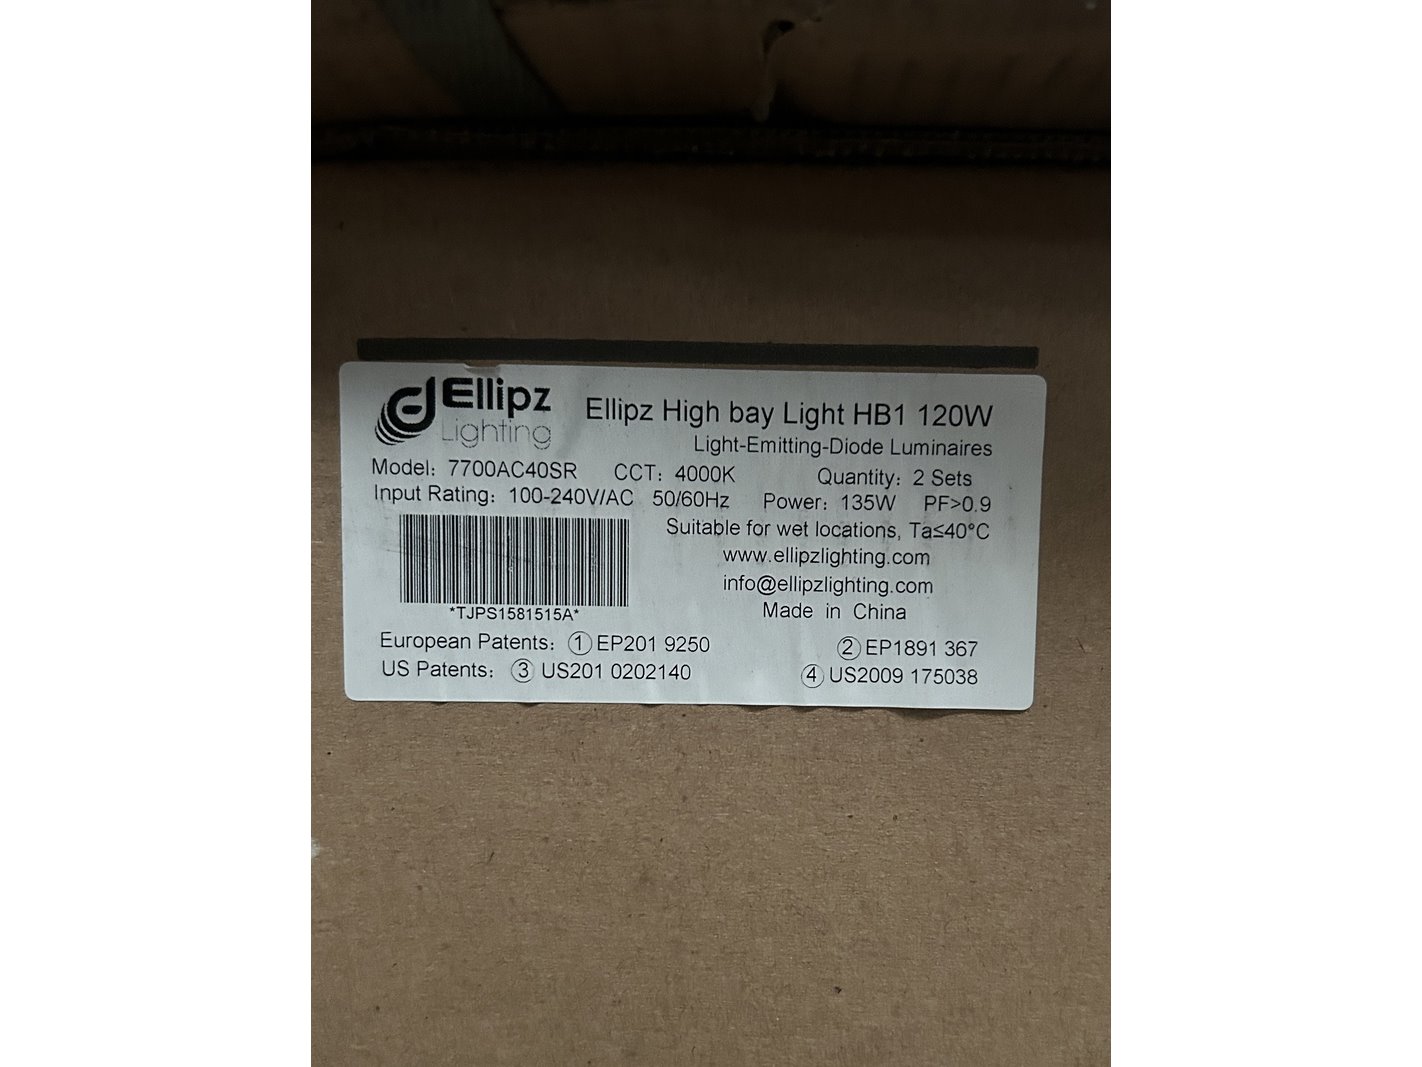 Ellipz
Lighting
Ellipz High bay Light HB1 120W
Light-Emitting-Diode Luminaires
Model: 7700AC40SR CCT: 4000K Quantity: 2 Sets
Input Rating: 100-240V/AC 50/60Hz Power: 135W PF>0.9
Suitable for wet locations, Ta≤40°C
www.ellipzlighting.com
info@ellipzlighting.com
Made in China
*TJPS1581515A*
European Patents: ① EP201 9250 ② EP1891 367
US Patents: ③ US201 0202140 ④ US2009 175038